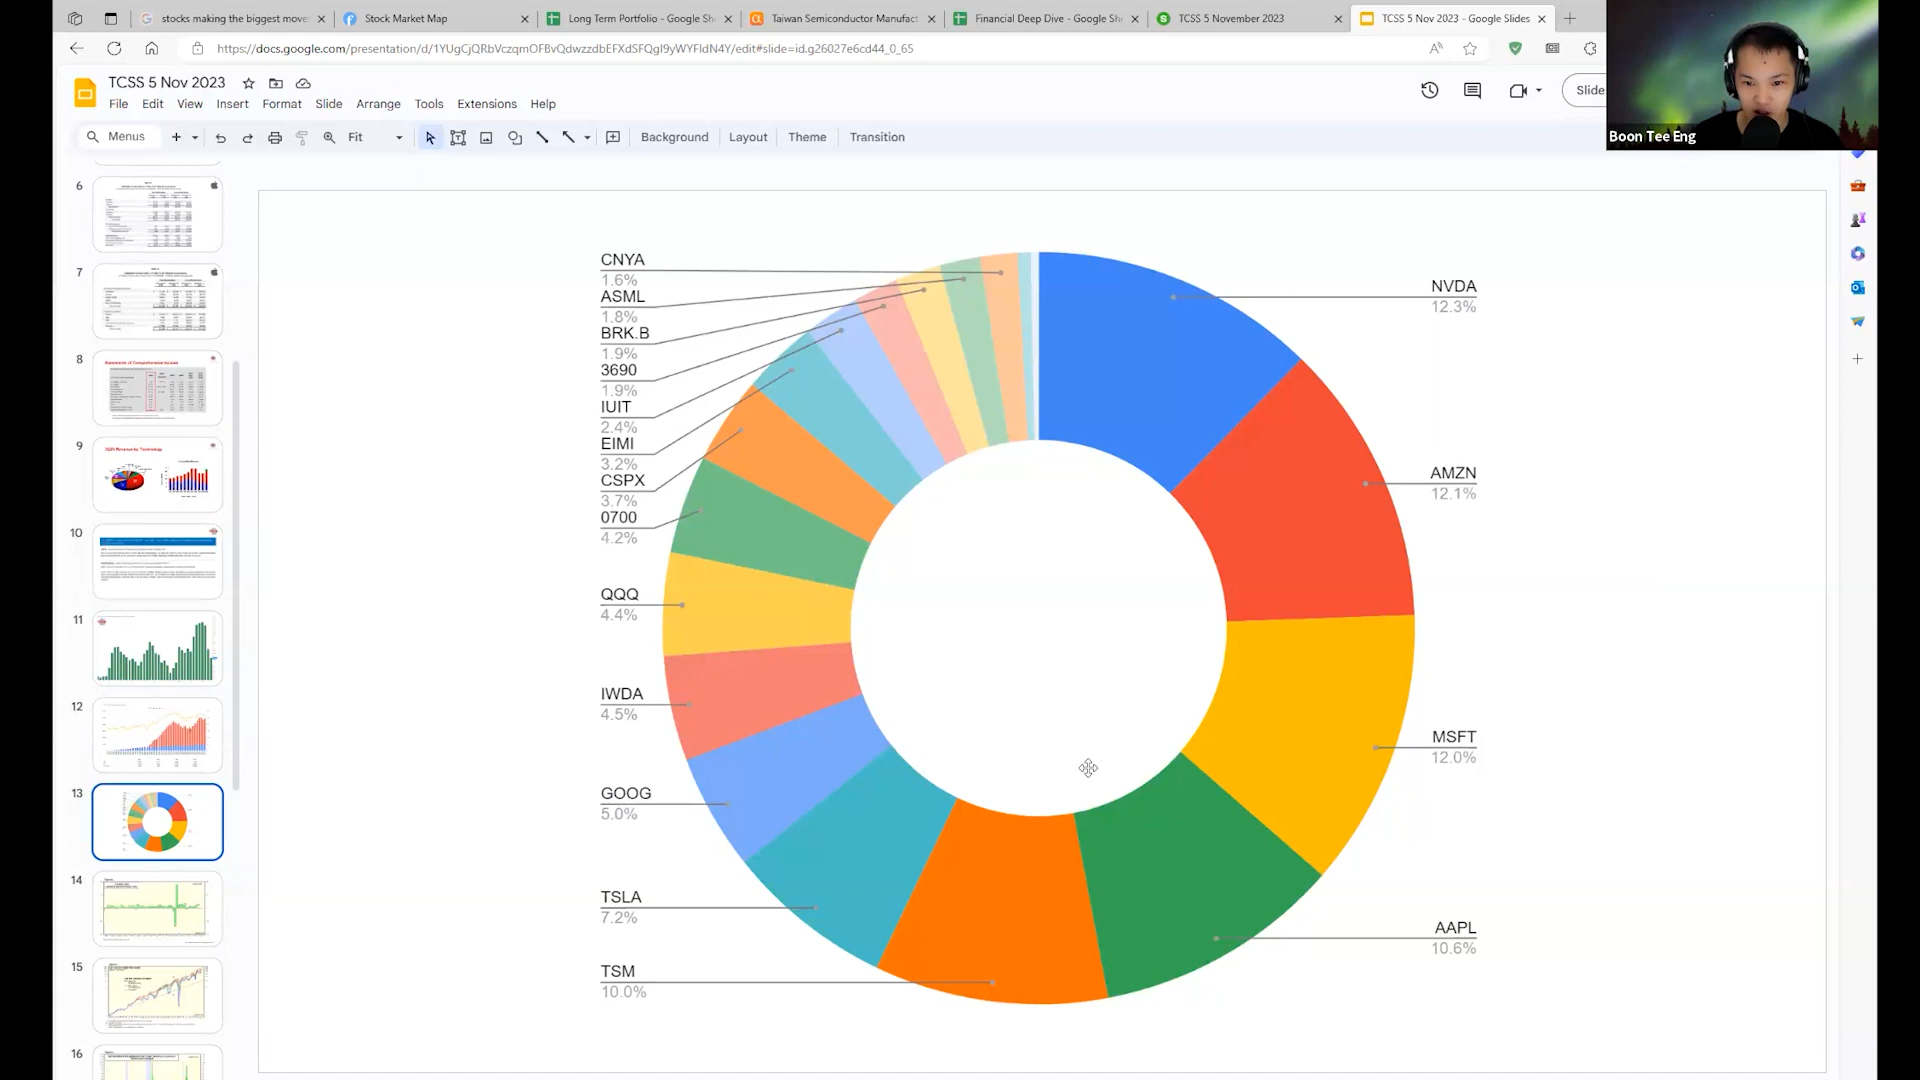 stocks making the biggest move
Stock Market Map
Long Term Portfolio - Google Sh
Taiwan Semiconductor Manufact
Financial Deep Dive - Google She
TCSS 5 November 2023
TCSS 5 Nov 2023 - Google Slides
https://docs.google.com/presentation/d/1YUgCjQRbVczqmOFBvQdwzzdbEFXdSFQgI9yWYFIdN4Y/edit#slide=id.g26027e6cd44_0_65
TCSS 5 Nov 2023
File Edit View Insert Format Slide Arrange Tools Extensions Help
Slide
Boon Tee Eng
Menus
Fit
Background Layout Theme Transition
6
7
8
9
10
11
12
13
14
15
16
CNYA
1.6%
ASML
1.8%
BRK.B
1.9%
3690
1.9%
IUIT
2.4%
EIMI
3.2%
CSPX
3.7%
0700
4.2%
QQQ
4.4%
IWDA
4.5%
GOOG
5.0%
TSLA
7.2%
TSM
10.0%
NVDA
12.3%
AMZN
12.1%
MSFT
12.0%
AAPL
10.6%